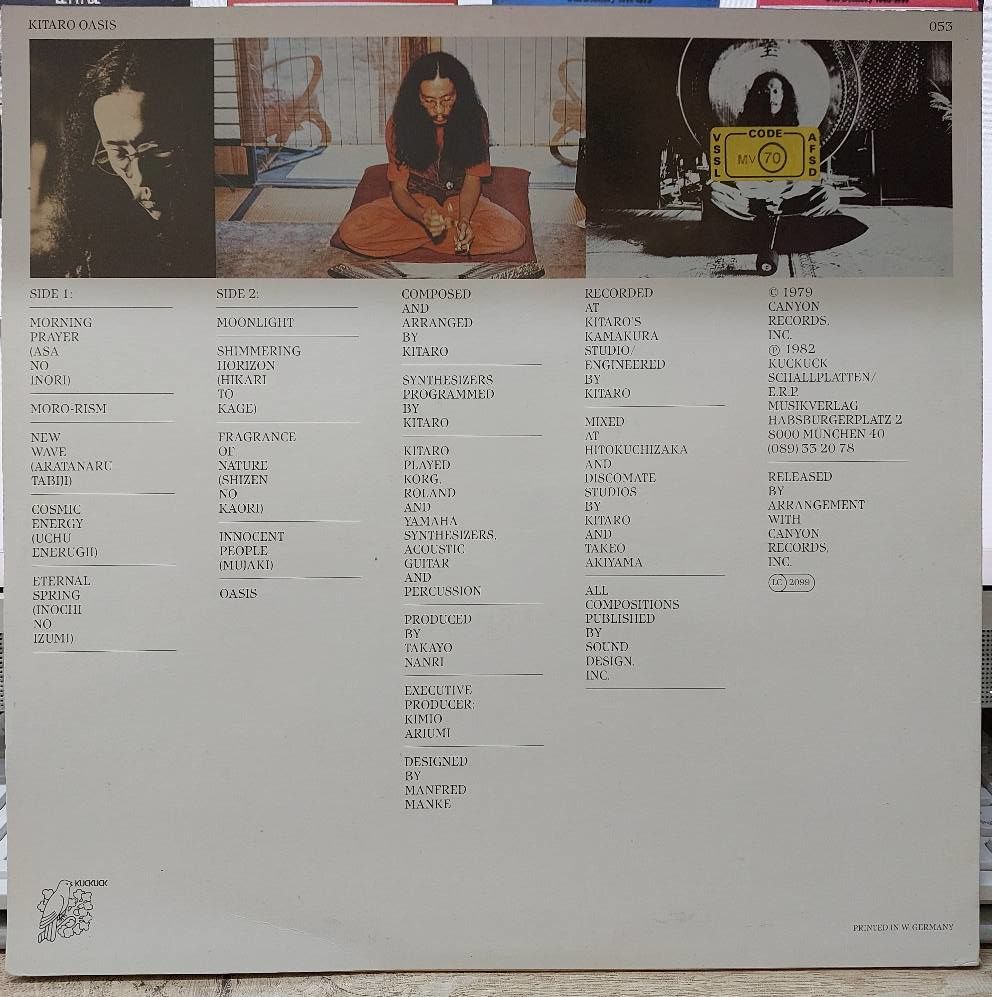 KITARO OASIS
053
CODE
VSSL
AFSD
MV 70
SIDE 1:
MORNING
PRAYER
(ASA
NO
INORI)
MORO-RISM
NEW
WAVE
(ARATANARU
TABIJI)
COSMIC
ENERGY
(UCHU
ENERUGII)
ETERNAL
SPRING
(INOCHI
NO
IZUMI)
SIDE 2:
MOONLIGHT
SHIMMERING
HORIZON
(HIKARI
TO
KAGE)
FRAGRANCE
OF
NATURE
(SHIZEN
NO
KAORI)
INNOCENT
PEOPLE
(MUJAKI)
OASIS
COMPOSED
AND
ARRANGED
BY
KITARO
SYNTHESIZERS
PROGRAMMED
BY
KITARO
KITARO
PLAYED
KORG,
ROLAND
AND
YAMAHA
SYNTHESIZERS,
ACOUSTIC
GUITAR
AND
PERCUSSION
PRODUCED
BY
TAKAYO
NANRI
EXECUTIVE
PRODUCER:
KIMIO
ARIUMI
DESIGNED
BY
MANFRED
MANKE
RECORDED
AT
KITARO'S
KAMAKURA
STUDIO/
ENGINEERED
BY
KITARO
MIXED
AT
HITOKUCHIZAKA
AND
DISCOMATE
STUDIOS
BY
KITARO
AND
TAKEO
AKIYAMA
ALL
COMPOSITIONS
PUBLISHED
BY
SOUND
DESIGN,
INC.
© 1979
CANYON
RECORDS,
INC.
℗ 1982
KUCKUCK
SCHALLPLATTEN/
E.R.P.
MUSIKVERLAG
HABSBURGERPLATZ 2
8000 MÜNCHEN 40
(089) 33 20 78
RELEASED
BY
ARRANGEMENT
WITH
CANYON
RECORDS,
INC.
LC 2099
KUCKUCK
PRINTED IN W. GERMANY